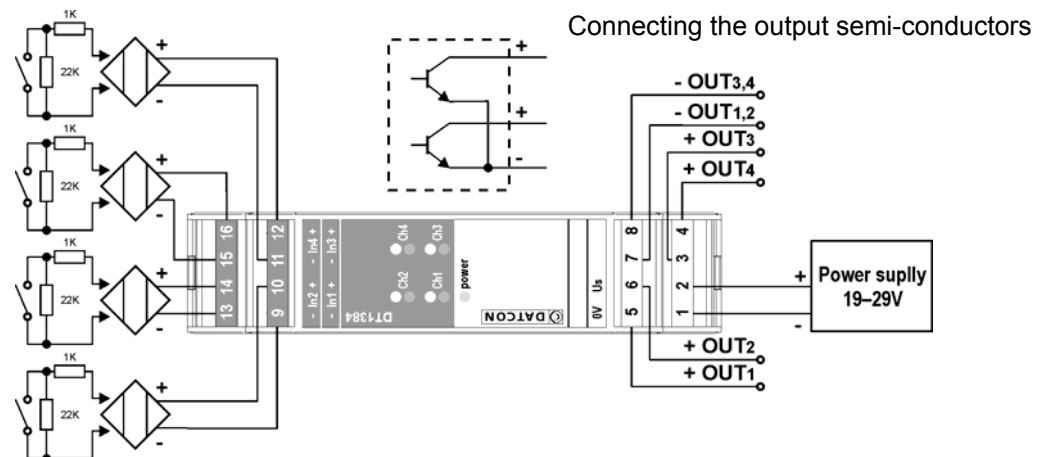 Connecting the output semi-conductors
1K
22K
+
-
1K
22K
+
-
1K
22K
+
-
1K
22K
+
-
+
+
-
- OUT3,4
- OUT1,2
+ OUT3
+ OUT4
16
15
14
13
12
11
10
9
- In2 + - In4 +
- In1 + - In3 +
Ch4
Ch3
Ch2
Ch1
power
DT1384
DATCON
0V Us
8
7
6
5
4
3
2
1
+
-
Power suplly
19–29V
+ OUT2
+ OUT1